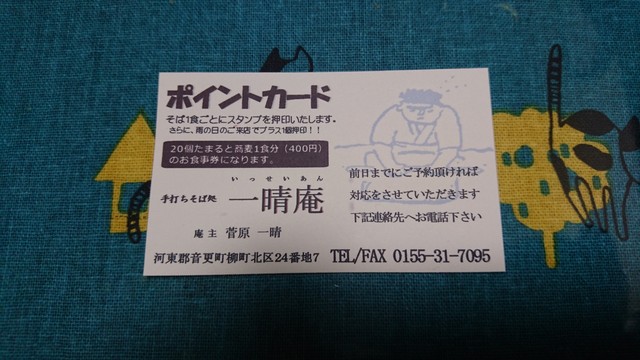 ポイントカード
そば1食ごとにスタンプを押印いたします。
さらに、雨の日のご来店でプラス1個押印！！
20個たまると蕎麦1食分（400円）
のお食事券になります。
いっせいあん
手打ちそば処 一晴庵
庵主 菅原 一晴
前日までにご予約頂ければ
対応をさせていただきます
下記連絡先へお電話下さい
河東郡音更町柳町北区24番地7 TEL/FAX 0155-31-7095